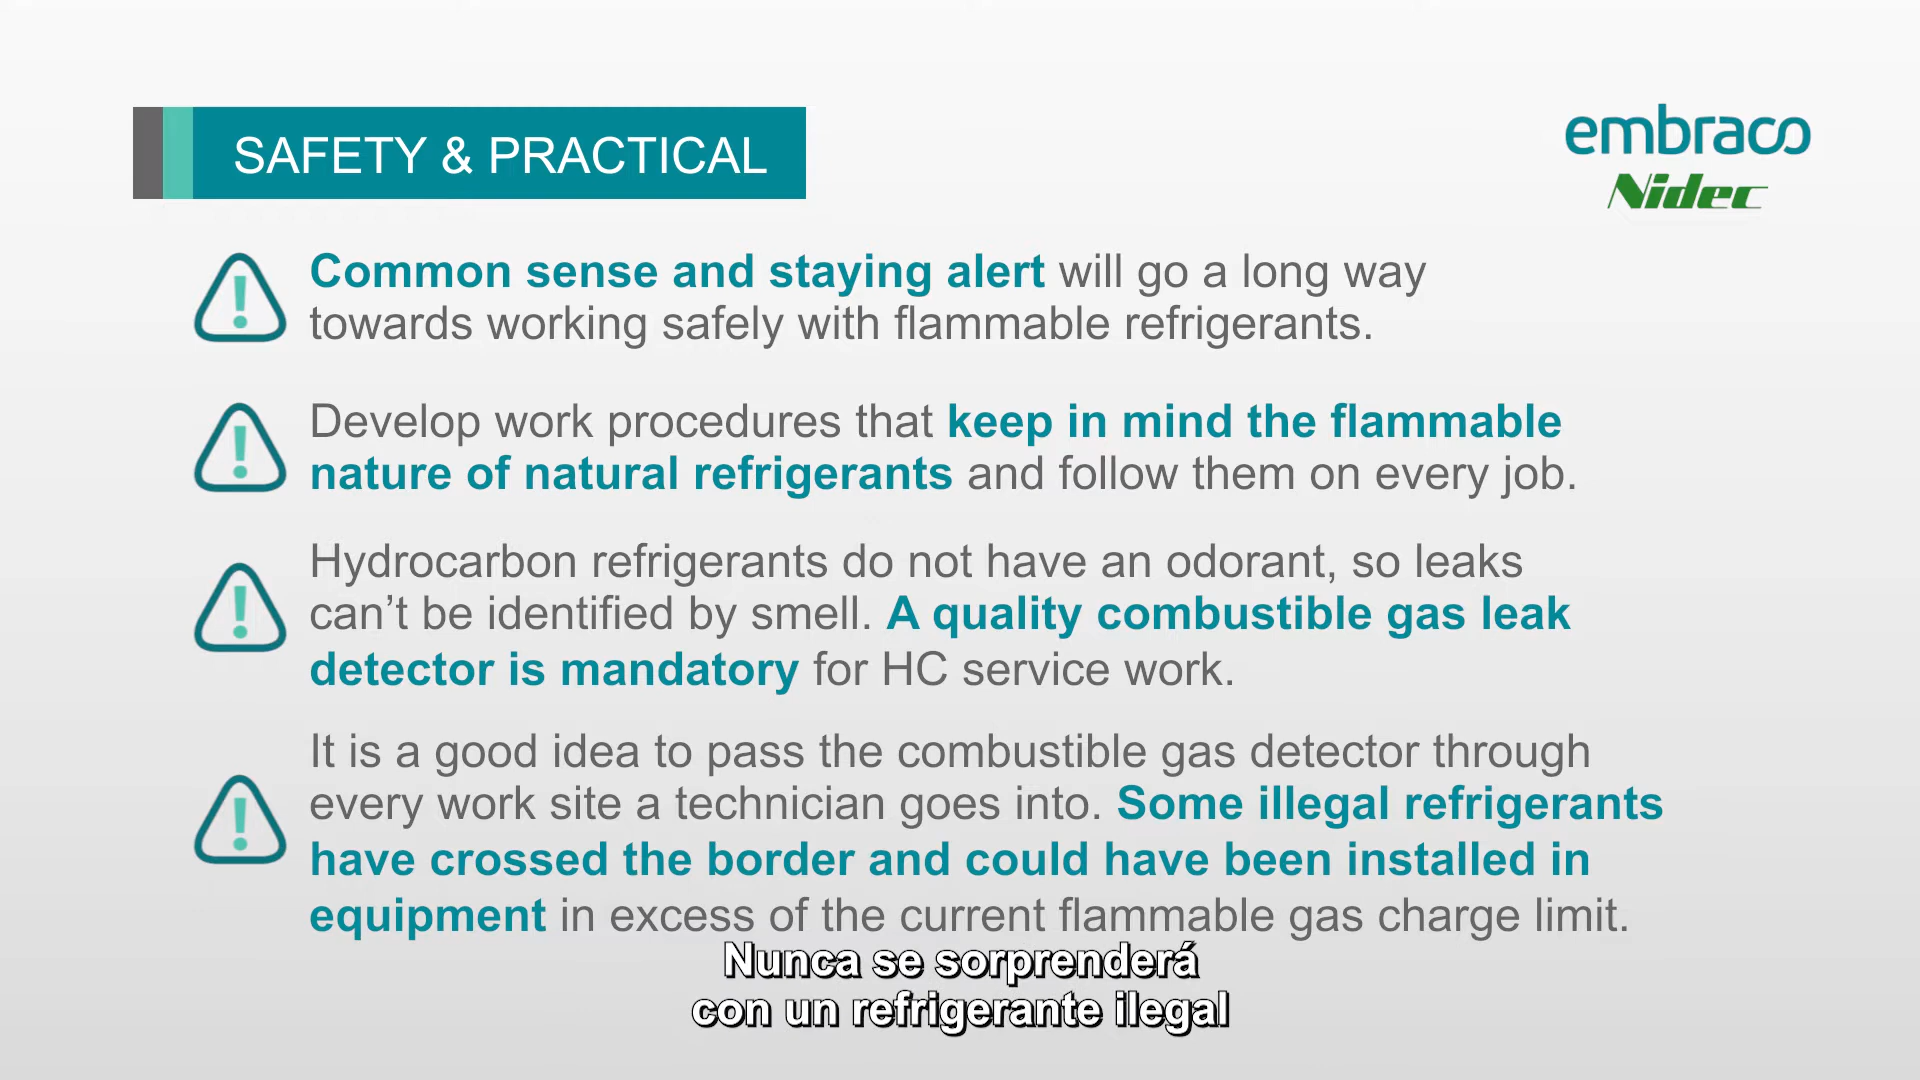 SAFETY & PRACTICAL
embraco
Nidec
Common sense and staying alert will go a long way
towards working safely with flammable refrigerants.
Develop work procedures that keep in mind the flammable
nature of natural refrigerants and follow them on every job.
Hydrocarbon refrigerants do not have an odorant, so leaks
can’t be identified by smell. A quality combustible gas leak
detector is mandatory for HC service work.
It is a good idea to pass the combustible gas detector through
every work site a technician goes into. Some illegal refrigerants
have crossed the border and could have been installed in
equipment in excess of the current flammable gas charge limit.
Nunca se sorprenderá
con un refrigerante ilegal